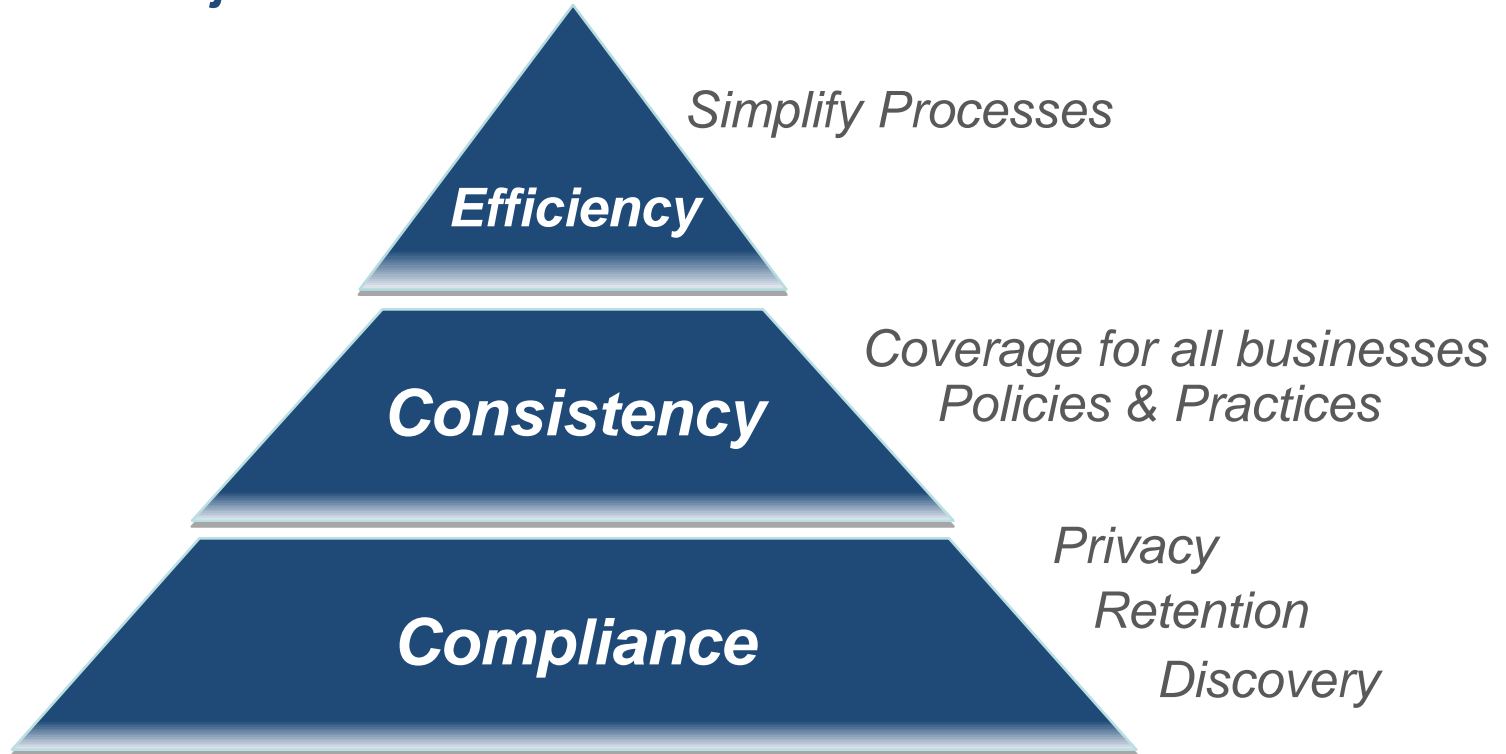 Simplify Processes
Efficiency
Coverage for all businesses
Policies & Practices
Consistency
Privacy
Retention
Compliance
Discovery